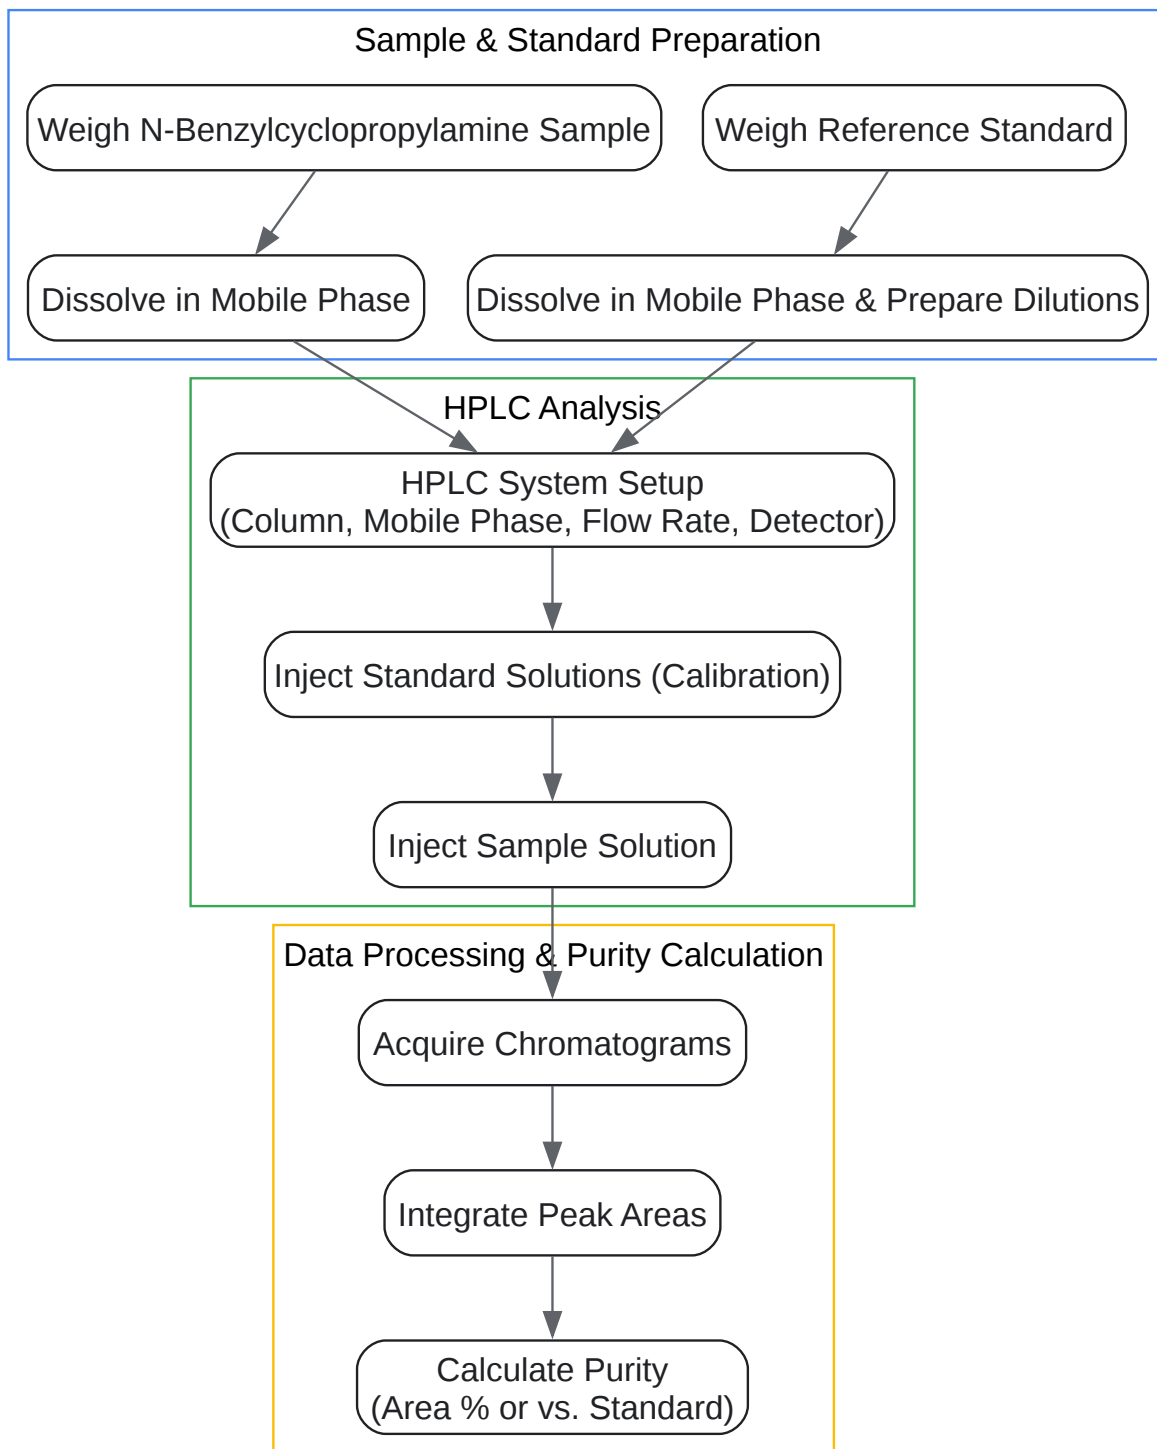 Sample & Standard Preparation
Weigh N-Benzylcyclopropylamine Sample
Weigh Reference Standard
Dissolve in Mobile Phase
Dissolve in Mobile Phase & Prepare Dilutions
HPLC Analysis
HPLC System Setup
(Column, Mobile Phase, Flow Rate, Detector)
Inject Standard Solutions (Calibration)
Inject Sample Solution
Data Processing & Purity Calculation
Acquire Chromatograms
Integrate Peak Areas
Calculate Purity
(Area % or vs. Standard)